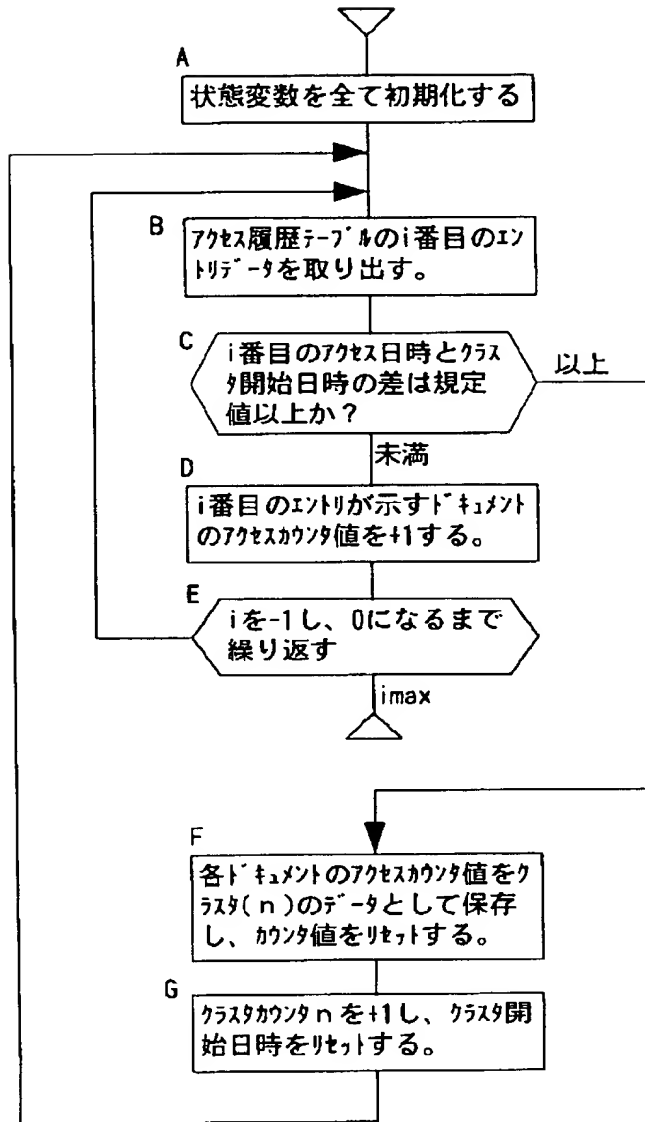 A
状態変数を全て初期化する
B
ｱｸｾｽ履歴ﾃｰﾌﾞﾙのi番目のｴﾝ
ﾄﾘﾃﾞｰﾀを取り出す。
C
i番目のｱｸｾｽ日時とｸﾗｽ
ﾀ開始日時の差は規定
値以上か？
以上
未満
D
i番目のｴﾝﾄﾘが示すﾄﾞｷｭﾒﾝﾄ
のｱｸｾｽｶｳﾝﾀ値を+1する。
E
iを-1し、0になるまで
繰り返す
imax
F
各ﾄﾞｷｭﾒﾝﾄのｱｸｾｽｶｳﾝﾀ値をｸ
ﾗｽﾀ(n)のﾃﾞｰﾀとして保存
し、ｶｳﾝﾀ値をﾘｾｯﾄする。
G
ｸﾗｽﾀｶｳﾝﾀnを+1し、ｸﾗｽﾀ開
始日時をﾘｾｯﾄする。